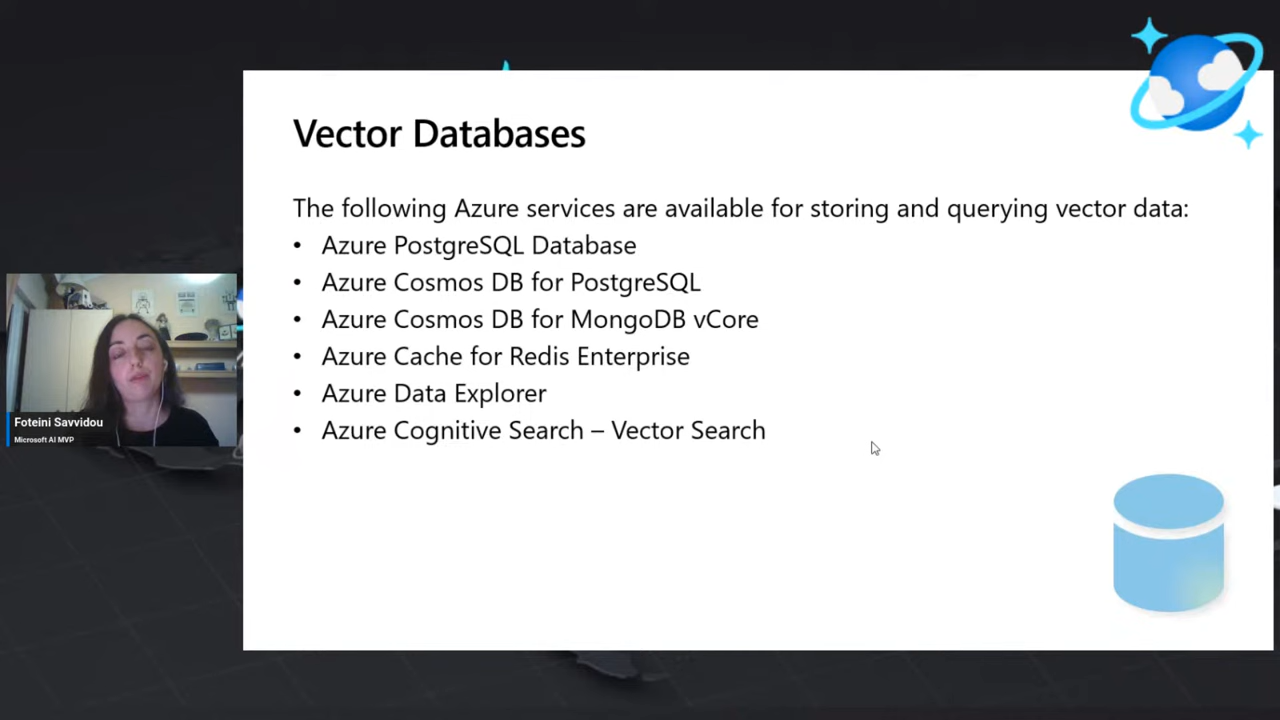 Vector Databases
The following Azure services are available for storing and querying vector data:
• Azure PostgreSQL Database
• Azure Cosmos DB for PostgreSQL
• Azure Cosmos DB for MongoDB vCore
• Azure Cache for Redis Enterprise
• Azure Data Explorer
• Azure Cognitive Search – Vector Search
Foteini Savvidou
Microsoft AI MVP